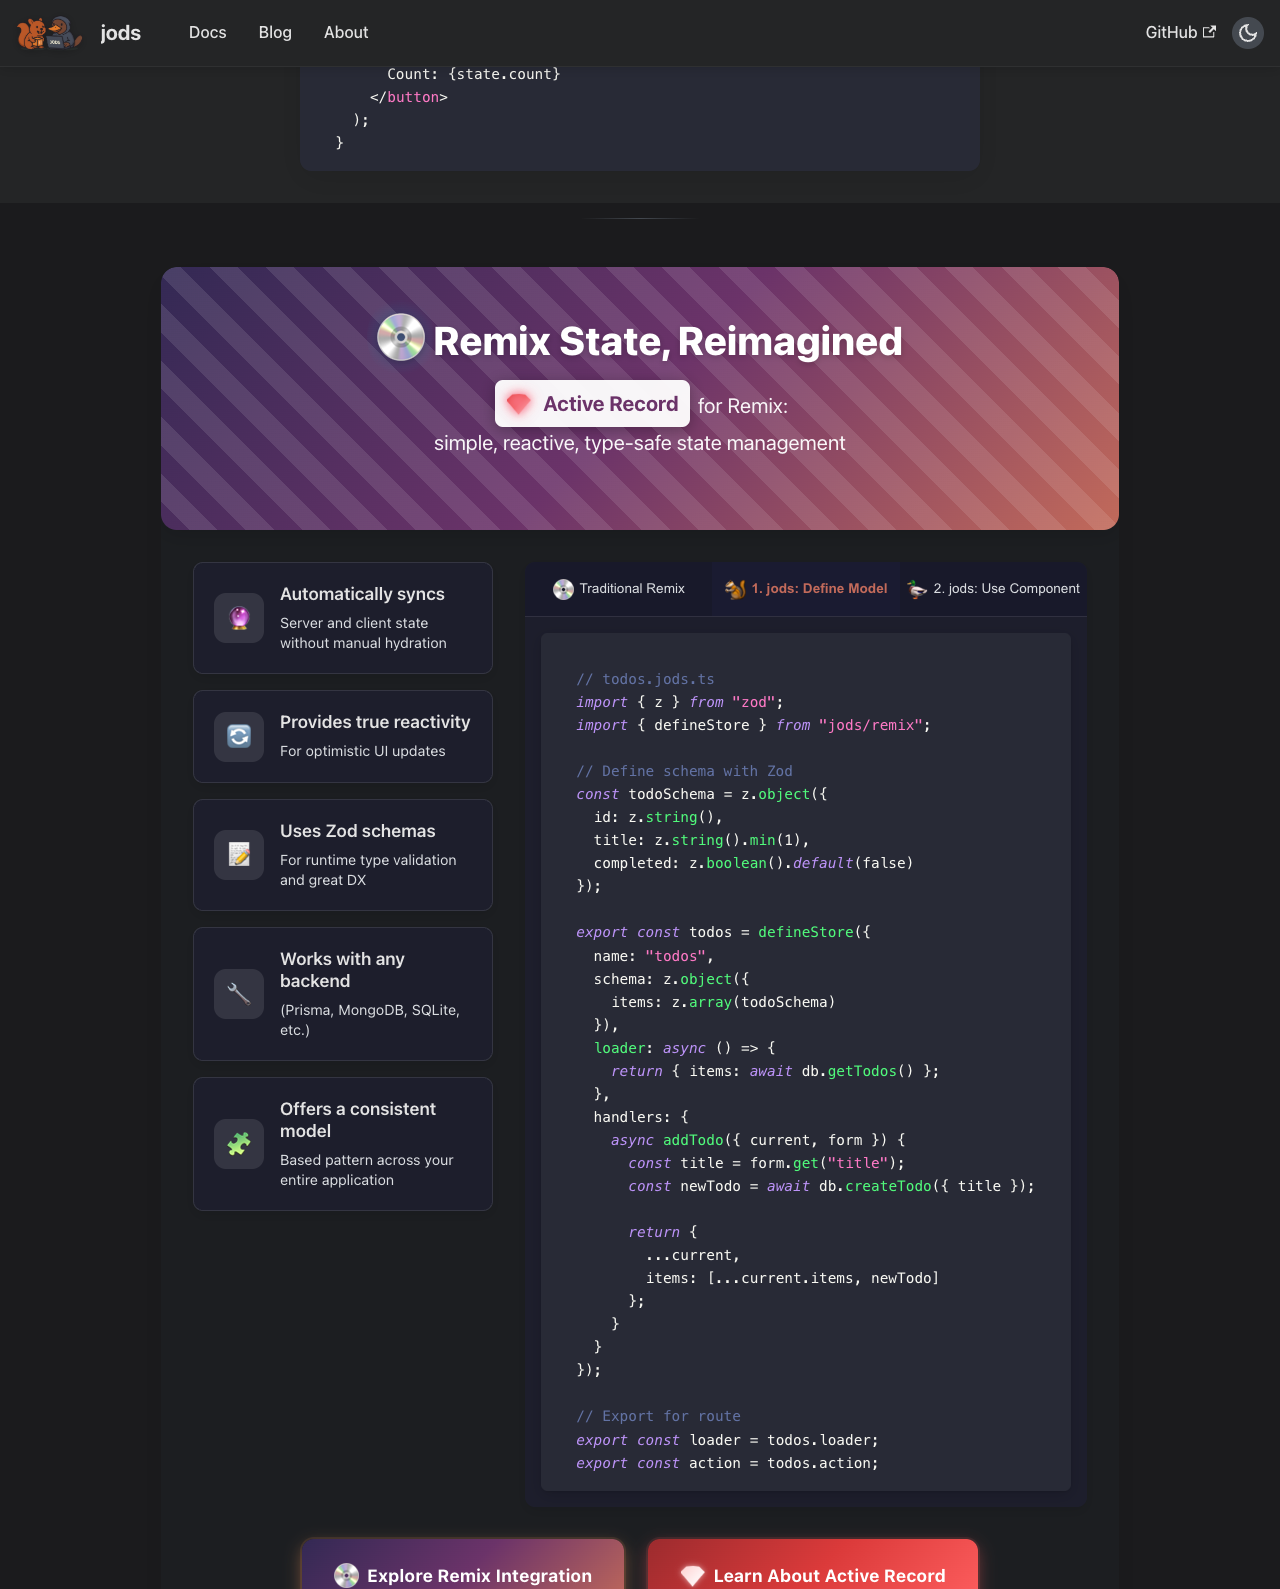 jods
Docs
Blog
About
GitHub
Count: {state.count}
</button>
);
}
Remix State, Reimagined
Active Record for Remix:
simple, reactive, type-safe state management
Automatically syncs
Server and client state
without manual hydration
Provides true reactivity
For optimistic UI updates
Uses Zod schemas
For runtime type validation
and great DX
Works with any
backend
(Prisma, MongoDB, SQLite,
etc.)
Offers a consistent
model
Based pattern across your
entire application
Traditional Remix
1. jods: Define Model
2. jods: Use Component
// todos.jods.ts
import { z } from "zod";
import { defineStore } from "jods/remix";
// Define schema with Zod
const todoSchema = z.object({
  id: z.string(),
  title: z.string().min(1),
  completed: z.boolean().default(false)
});
export const todos = defineStore({
  name: "todos",
  schema: z.object({
    items: z.array(todoSchema)
  }),
  loader: async () => {
    return { items: await db.getTodos() };
  },
  handlers: {
    async addTodo({ current, form }) {
      const title = form.get("title");
      const newTodo = await db.createTodo({ title });
      return {
        ...current,
        items: [...current.items, newTodo]
      };
    }
  }
});
// Export for route
export const loader = todos.loader;
export const action = todos.action;
Explore Remix Integration
Learn About Active Record